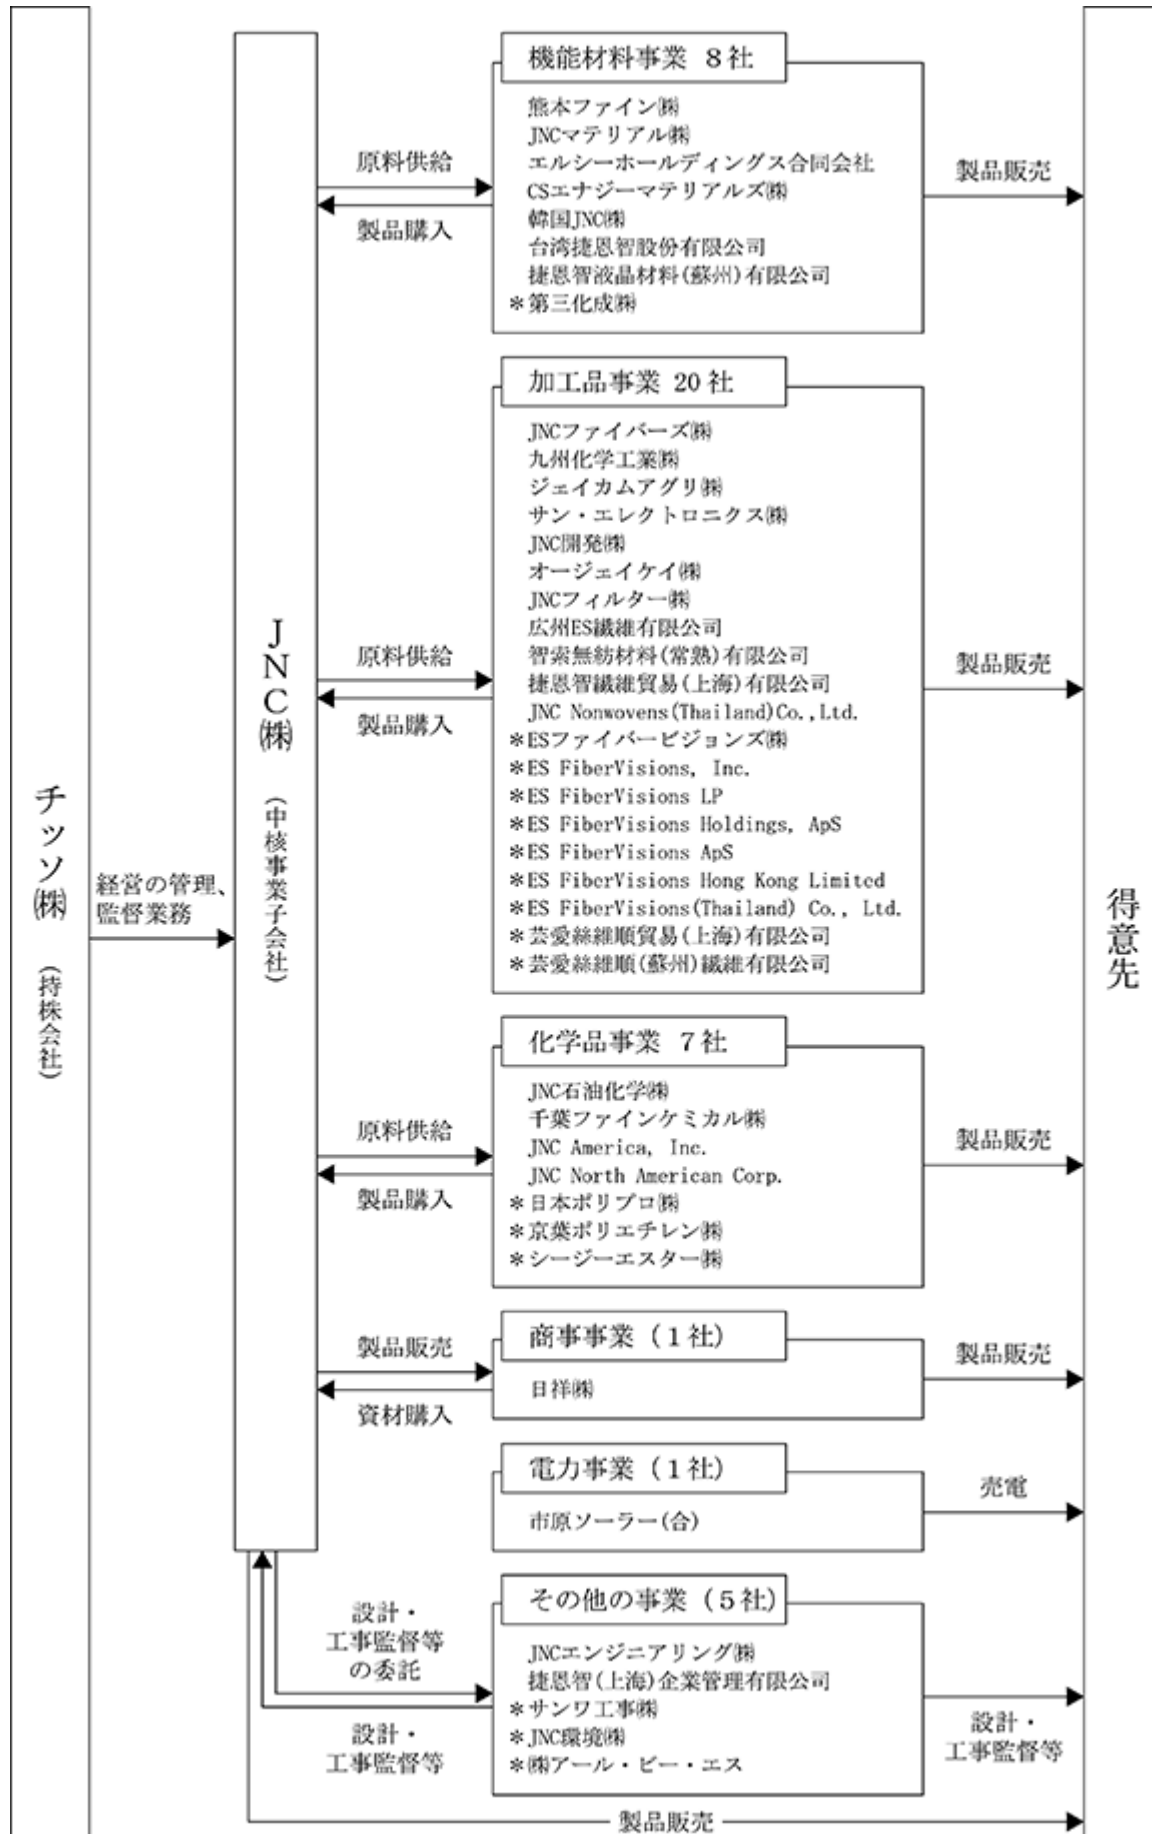 チッソ㈱
（持株会社）
経営の管理、
監督業務
JNC㈱
（中核事業子会社）
原料供給
製品購入
機能材料事業 8社
熊本ファイン㈱
JNCマテリアル㈱
エルシーホールディングス合同会社
CSエナジーマテリアルズ㈱
韓国JNC㈱
台湾捷恩智股份有限公司
捷恩智液晶材料(蘇州)有限公司
＊第三化成㈱
製品販売
原料供給
製品購入
加工品事業 20社
JNCファイバーズ㈱
九州化学工業㈱
ジェイカムアグリ㈱
サン・エレクトロニクス㈱
JNC開発㈱
オージェイケイ㈱
JNCフィルター㈱
広州ES繊維有限公司
智索無紡材料(常熟)有限公司
捷恩智繊維貿易(上海)有限公司
JNC Nonwovens(Thailand)Co.,Ltd.
＊ESファイバービジョンズ㈱
＊ES FiberVisions, Inc.
＊ES FiberVisions LP
＊ES FiberVisions Holdings, ApS
＊ES FiberVisions ApS
＊ES FiberVisions Hong Kong Limited
＊ES FiberVisions(Thailand) Co., Ltd.
＊芸愛絲維順貿易(上海)有限公司
＊芸愛絲維順(蘇州)繊維有限公司
製品販売
原料供給
製品購入
化学品事業 7社
JNC石油化学㈱
千葉ファインケミカル㈱
JNC America, Inc.
JNC North American Corp.
＊日本ポリプロ㈱
＊京葉ポリエチレン㈱
＊シージーエスター㈱
製品販売
製品販売
資材購入
商事事業（1社）
日祥㈱
製品販売
電力事業（1社）
市原ソーラー(合)
売電
設計・
工事監督等
の委託
設計・
工事監督等
その他の事業（5社）
JNCエンジニアリング㈱
捷恩智(上海)企業管理有限公司
＊サンワ工事㈱
＊JNC環境㈱
＊㈱アール・ビー・エス
設計・
工事監督等
製品販売
得意先